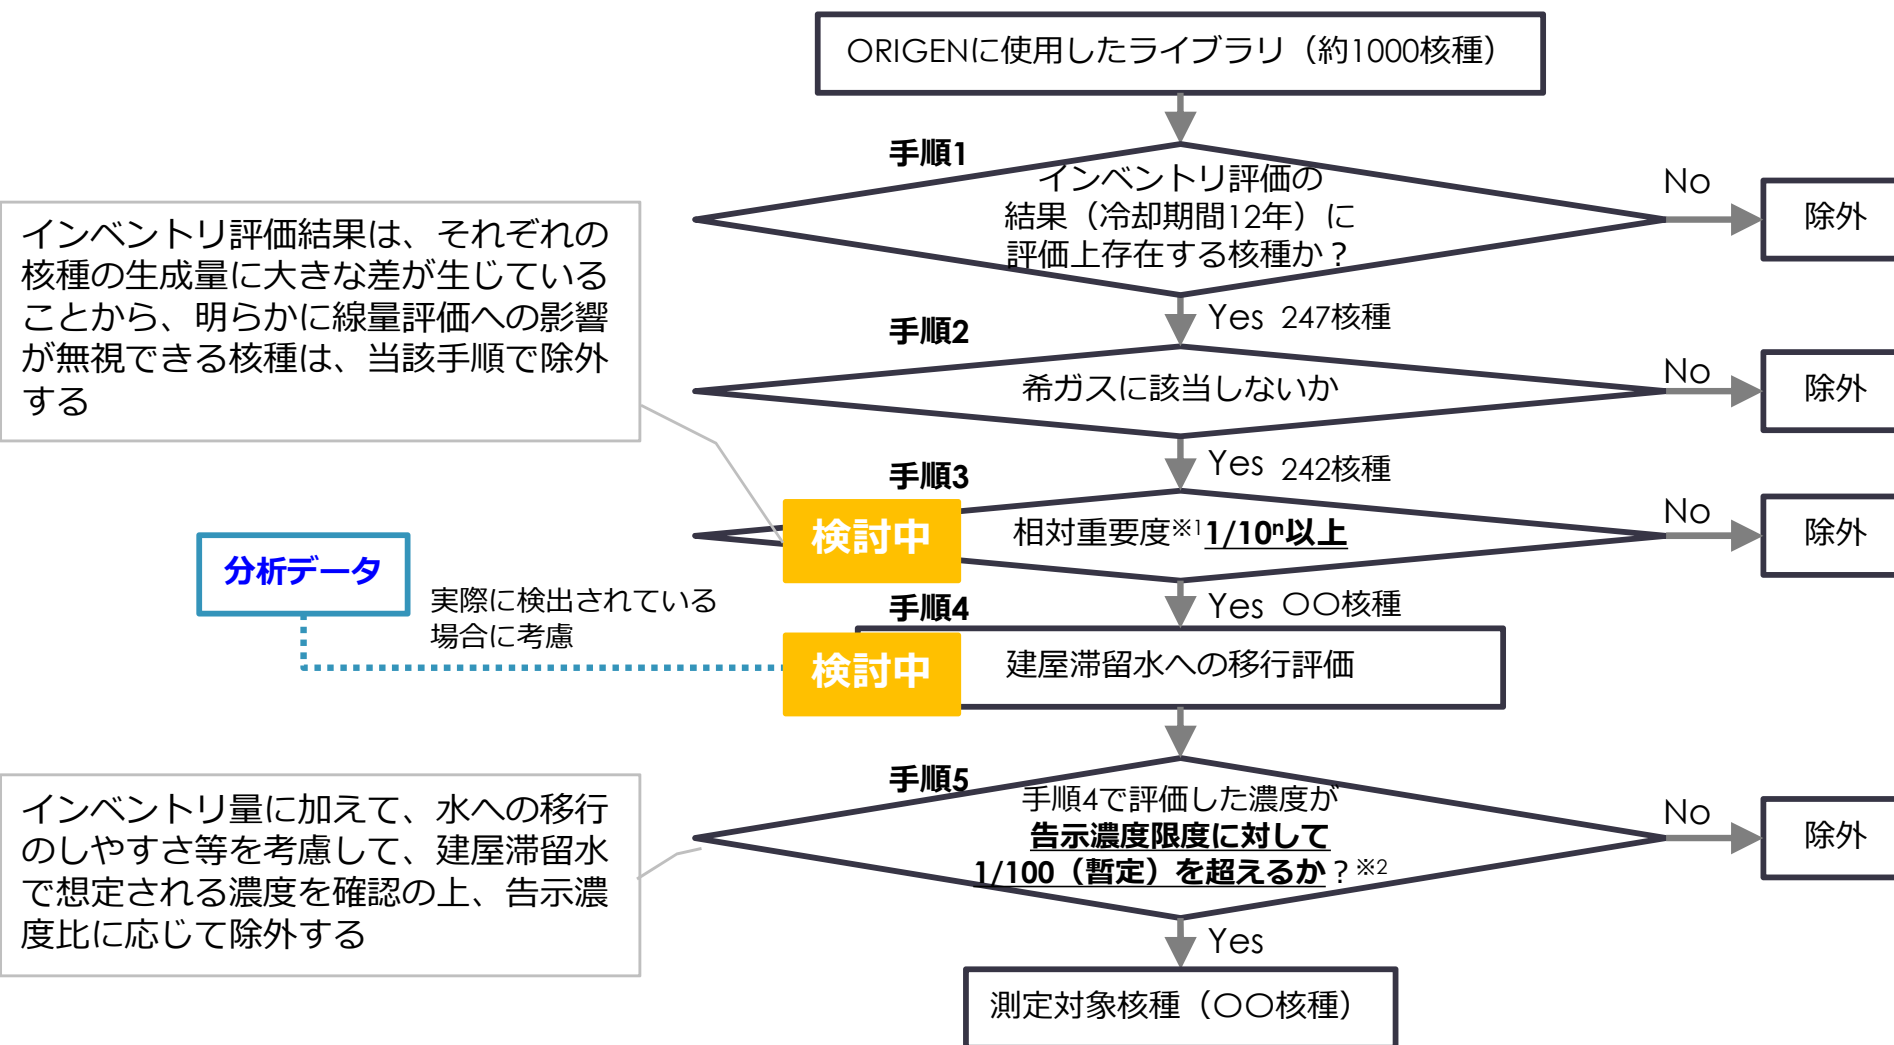 ORIGENに使用したライブラリ（約1000核種）
手順1
インベントリ評価の
結果（冷却期間12年）に
評価上存在する核種か？
No
除外
Yes 247核種
インベントリ評価結果は、それぞれの
核種の生成量に大きな差が生じている
ことから、明らかに線量評価への影響
が無視できる核種は、当該手順で除外
する
手順2
希ガスに該当しないか
No
除外
Yes 242核種
手順3
検討中
相対重要度※1 1/10ⁿ以上
No
除外
Yes 〇〇核種
分析データ
実際に検出されている
場合に考慮
手順4
検討中
建屋滞留水への移行評価
手順5
手順4で評価した濃度が
告示濃度限度に対して
1/100（暫定）を超えるか？※2
No
除外
インベントリ量に加えて、水への移行
のしやすさ等を考慮して、建屋滞留水
で想定される濃度を確認の上、告示濃
度比に応じて除外する
Yes
測定対象核種（〇〇核種）